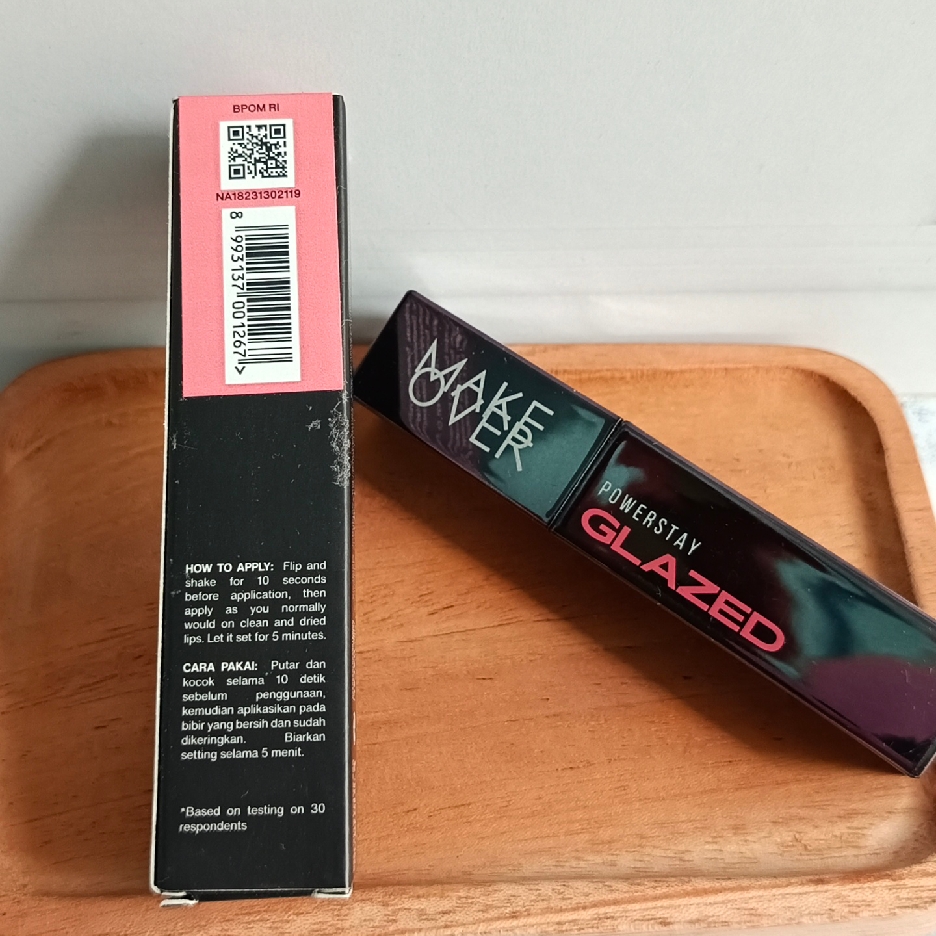 BPOM RI
NA18231302119
8 993137 001267 >
HOW TO APPLY: Flip and
shake for 10 seconds
before application, then
apply as you normally
would on clean and dried
lips. Let it set for 5 minutes.
CARA PAKAI: Putar dan
kocok selama 10 detik
sebelum penggunaan,
kemudian aplikasikan pada
bibir yang bersih dan sudah
dikeringkan. Biarkan
setting selama 5 menit.
*Based on testing on 30
respondents
MAKE
OVER
POWERSTAY
GLAZED